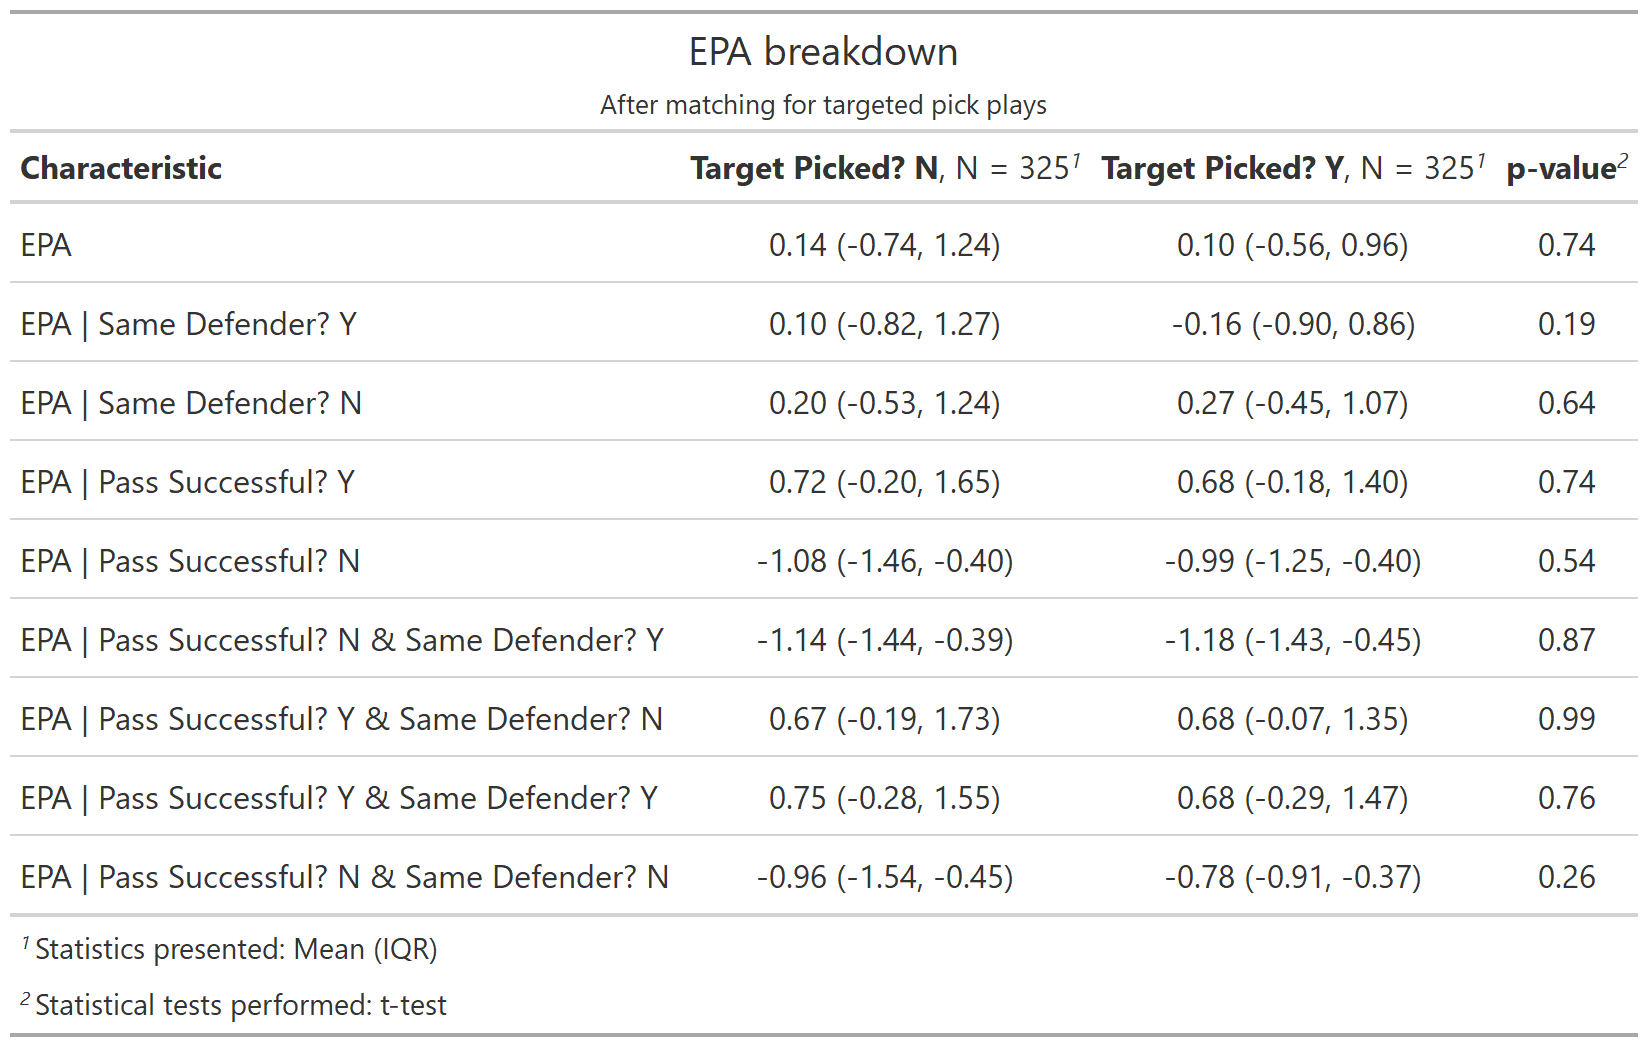 EPA breakdown
After matching for targeted pick plays
Characteristic Target Picked? N, N = 325¹ Target Picked? Y, N = 325¹ p-value²
EPA 0.14 (-0.74, 1.24) 0.10 (-0.56, 0.96) 0.74
EPA | Same Defender? Y 0.10 (-0.82, 1.27) -0.16 (-0.90, 0.86) 0.19
EPA | Same Defender? N 0.20 (-0.53, 1.24) 0.27 (-0.45, 1.07) 0.64
EPA | Pass Successful? Y 0.72 (-0.20, 1.65) 0.68 (-0.18, 1.40) 0.74
EPA | Pass Successful? N -1.08 (-1.46, -0.40) -0.99 (-1.25, -0.40) 0.54
EPA | Pass Successful? N & Same Defender? Y -1.14 (-1.44, -0.39) -1.18 (-1.43, -0.45) 0.87
EPA | Pass Successful? Y & Same Defender? N 0.67 (-0.19, 1.73) 0.68 (-0.07, 1.35) 0.99
EPA | Pass Successful? Y & Same Defender? Y 0.75 (-0.28, 1.55) 0.68 (-0.29, 1.47) 0.76
EPA | Pass Successful? N & Same Defender? N -0.96 (-1.54, -0.45) -0.78 (-0.91, -0.37) 0.26
¹ Statistics presented: Mean (IQR)
² Statistical tests performed: t-test